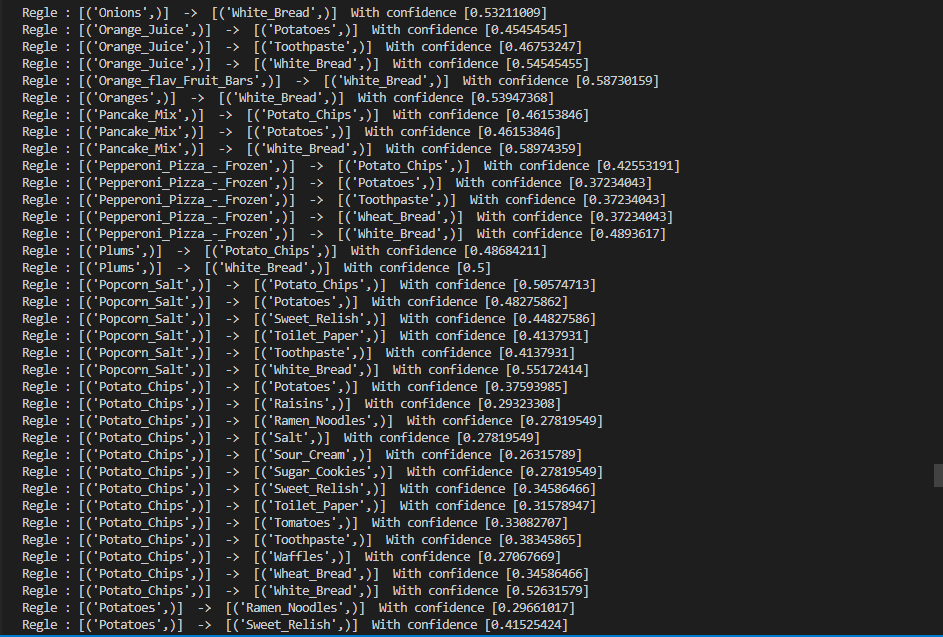 Regle : [('Onions',)]  ->  [('White_Bread',)]  With confidence [0.53211009]
Regle : [('Orange_Juice',)]  ->  [('Potatoes',)]  With confidence [0.45454545]
Regle : [('Orange_Juice',)]  ->  [('Toothpaste',)]  With confidence [0.46753247]
Regle : [('Orange_Juice',)]  ->  [('White_Bread',)]  With confidence [0.54545455]
Regle : [('Orange_flav_Fruit_Bars',)]  ->  [('White_Bread',)]  With confidence [0.58730159]
Regle : [('Oranges',)]  ->  [('White_Bread',)]  With confidence [0.53947368]
Regle : [('Pancake_Mix',)]  ->  [('Potato_Chips',)]  With confidence [0.46153846]
Regle : [('Pancake_Mix',)]  ->  [('Potatoes',)]  With confidence [0.46153846]
Regle : [('Pancake_Mix',)]  ->  [('White_Bread',)]  With confidence [0.58974359]
Regle : [('Pepperoni_Pizza_-_Frozen',)]  ->  [('Potato_Chips',)]  With confidence [0.42553191]
Regle : [('Pepperoni_Pizza_-_Frozen',)]  ->  [('Potatoes',)]  With confidence [0.37234043]
Regle : [('Pepperoni_Pizza_-_Frozen',)]  ->  [('Toothpaste',)]  With confidence [0.37234043]
Regle : [('Pepperoni_Pizza_-_Frozen',)]  ->  [('Wheat_Bread',)]  With confidence [0.37234043]
Regle : [('Pepperoni_Pizza_-_Frozen',)]  ->  [('White_Bread',)]  With confidence [0.4893617]
Regle : [('Plums',)]  ->  [('Potato_Chips',)]  With confidence [0.48684211]
Regle : [('Plums',)]  ->  [('White_Bread',)]  With confidence [0.5]
Regle : [('Popcorn_Salt',)]  ->  [('Potato_Chips',)]  With confidence [0.50574713]
Regle : [('Popcorn_Salt',)]  ->  [('Potatoes',)]  With confidence [0.48275862]
Regle : [('Popcorn_Salt',)]  ->  [('Sweet_Relish',)]  With confidence [0.44827586]
Regle : [('Popcorn_Salt',)]  ->  [('Toilet_Paper',)]  With confidence [0.4137931]
Regle : [('Popcorn_Salt',)]  ->  [('Toothpaste',)]  With confidence [0.4137931]
Regle : [('Popcorn_Salt',)]  ->  [('White_Bread',)]  With confidence [0.55172414]
Regle : [('Potato_Chips',)]  ->  [('Potatoes',)]  With confidence [0.37593985]
Regle : [('Potato_Chips',)]  ->  [('Raisins',)]  With confidence [0.29323308]
Regle : [('Potato_Chips',)]  ->  [('Ramen_Noodles',)]  With confidence [0.27819549]
Regle : [('Potato_Chips',)]  ->  [('Salt',)]  With confidence [0.27819549]
Regle : [('Potato_Chips',)]  ->  [('Sour_Cream',)]  With confidence [0.26315789]
Regle : [('Potato_Chips',)]  ->  [('Sugar_Cookies',)]  With confidence [0.27819549]
Regle : [('Potato_Chips',)]  ->  [('Sweet_Relish',)]  With confidence [0.34586466]
Regle : [('Potato_Chips',)]  ->  [('Toilet_Paper',)]  With confidence [0.31578947]
Regle : [('Potato_Chips',)]  ->  [('Tomatoes',)]  With confidence [0.33082707]
Regle : [('Potato_Chips',)]  ->  [('Toothpaste',)]  With confidence [0.38345865]
Regle : [('Potato_Chips',)]  ->  [('Waffles',)]  With confidence [0.27067669]
Regle : [('Potato_Chips',)]  ->  [('Wheat_Bread',)]  With confidence [0.34586466]
Regle : [('Potato_Chips',)]  ->  [('White_Bread',)]  With confidence [0.52631579]
Regle : [('Potatoes',)]  ->  [('Ramen_Noodles',)]  With confidence [0.29661017]
Regle : [('Potatoes',)]  ->  [('Sweet_Relish',)]  With confidence [0.41525424]